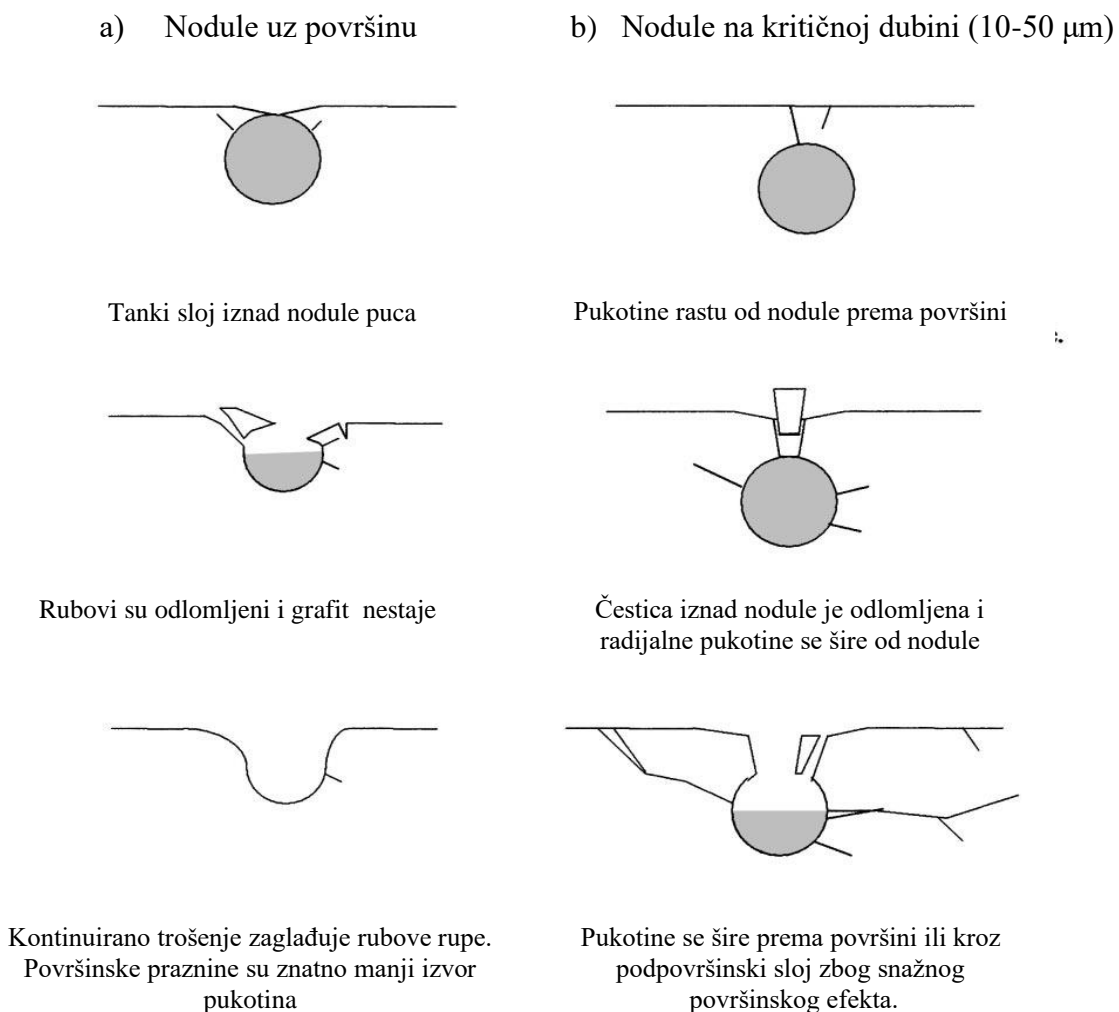 a) Nodule uz površinu
b) Nodule na kritičnoj dubini (10-50 μm)
Tanki sloj iznad nodule puca
Pukotine rastu od nodule prema površini
Rubovi su odlomljeni i grafit nestaje
Čestica iznad nodule je odlomljena i
radijalne pukotine se šire od nodule
Kontinuirano trošenje zaglađuje rubove rupe.
Površinske praznine su znatno manji izvor
pukotina
Pukotine se šire prema površini ili kroz
podpovršinski sloj zbog snažnog
površinskog efekta.